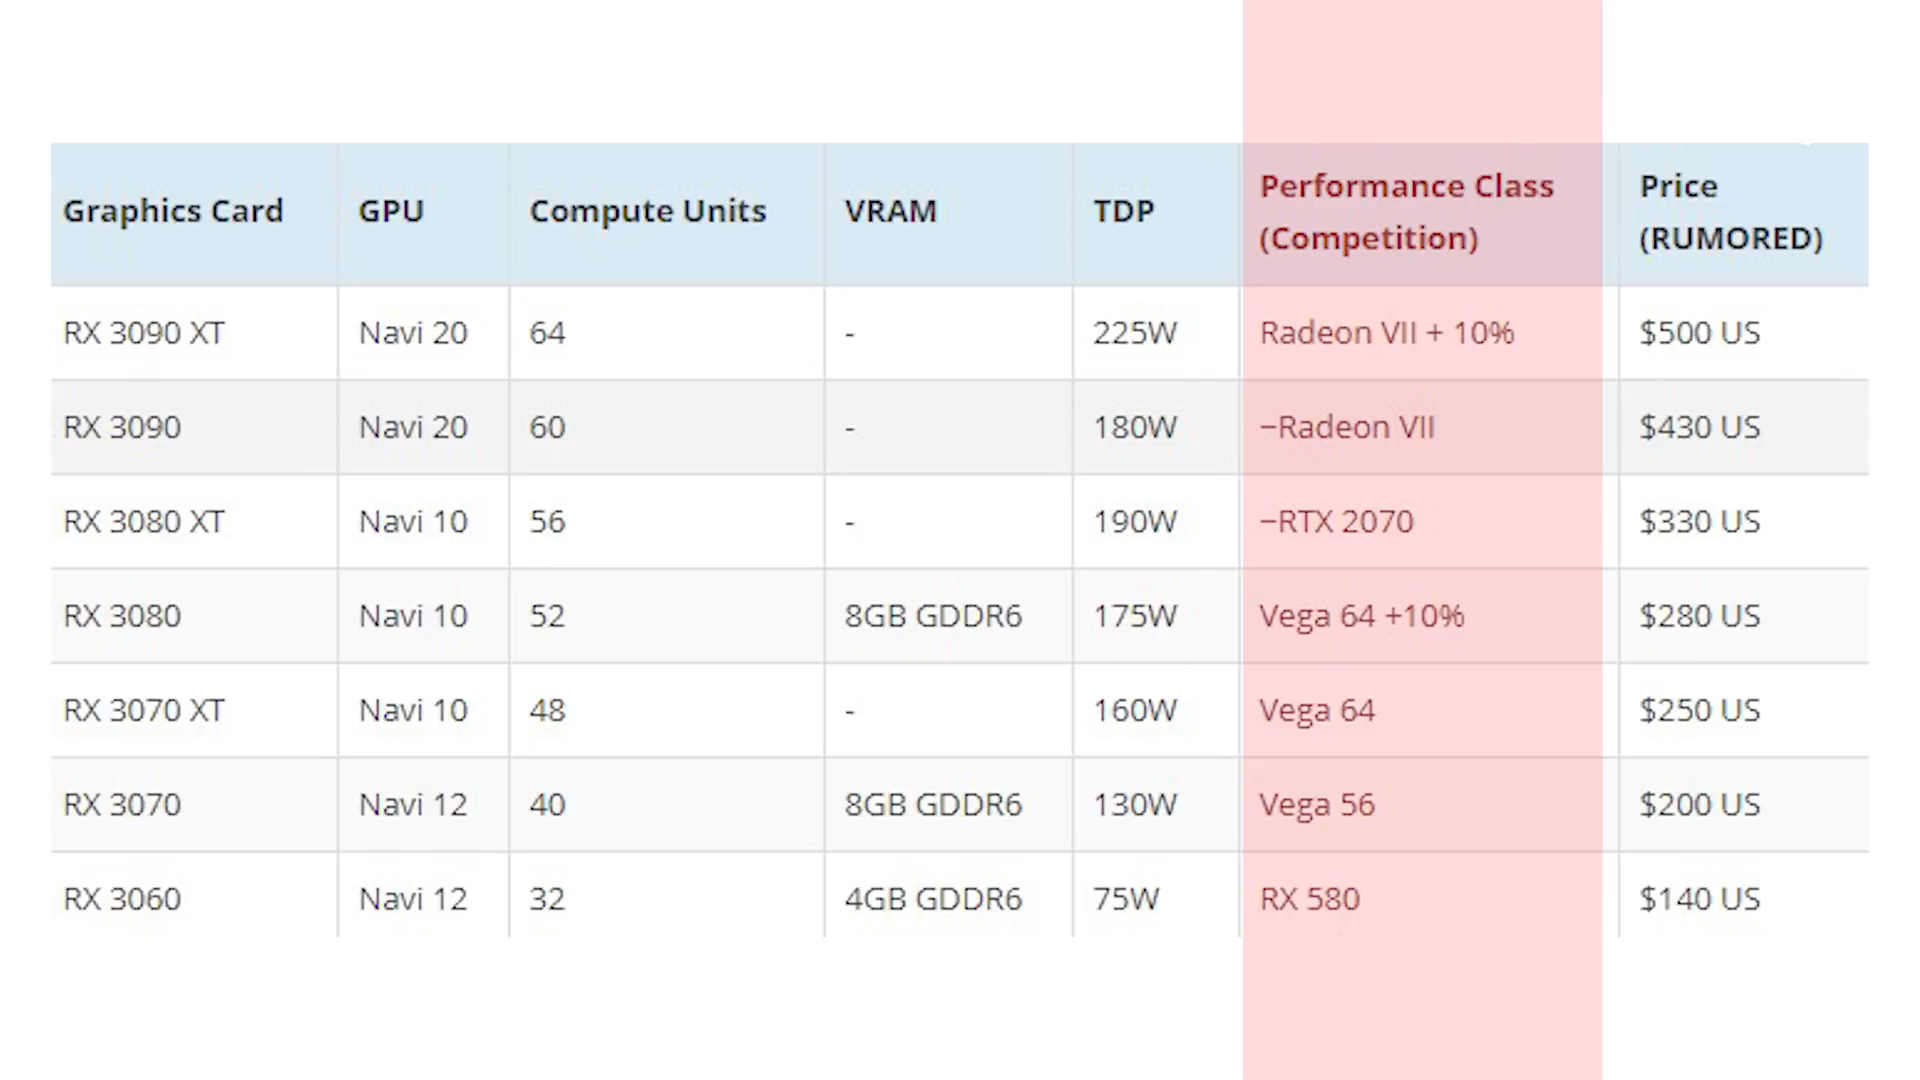 Graphics Card GPU Compute Units VRAM TDP Performance Class (Competition) Price (RUMORED)
RX 3090 XT Navi 20 64 - 225W Radeon VII + 10% $500 US
RX 3090 Navi 20 60 - 180W ~Radeon VII $430 US
RX 3080 XT Navi 10 56 - 190W ~RTX 2070 $330 US
RX 3080 Navi 10 52 8GB GDDR6 175W Vega 64 +10% $280 US
RX 3070 XT Navi 10 48 - 160W Vega 64 $250 US
RX 3070 Navi 12 40 8GB GDDR6 130W Vega 56 $200 US
RX 3060 Navi 12 32 4GB GDDR6 75W RX 580 $140 US